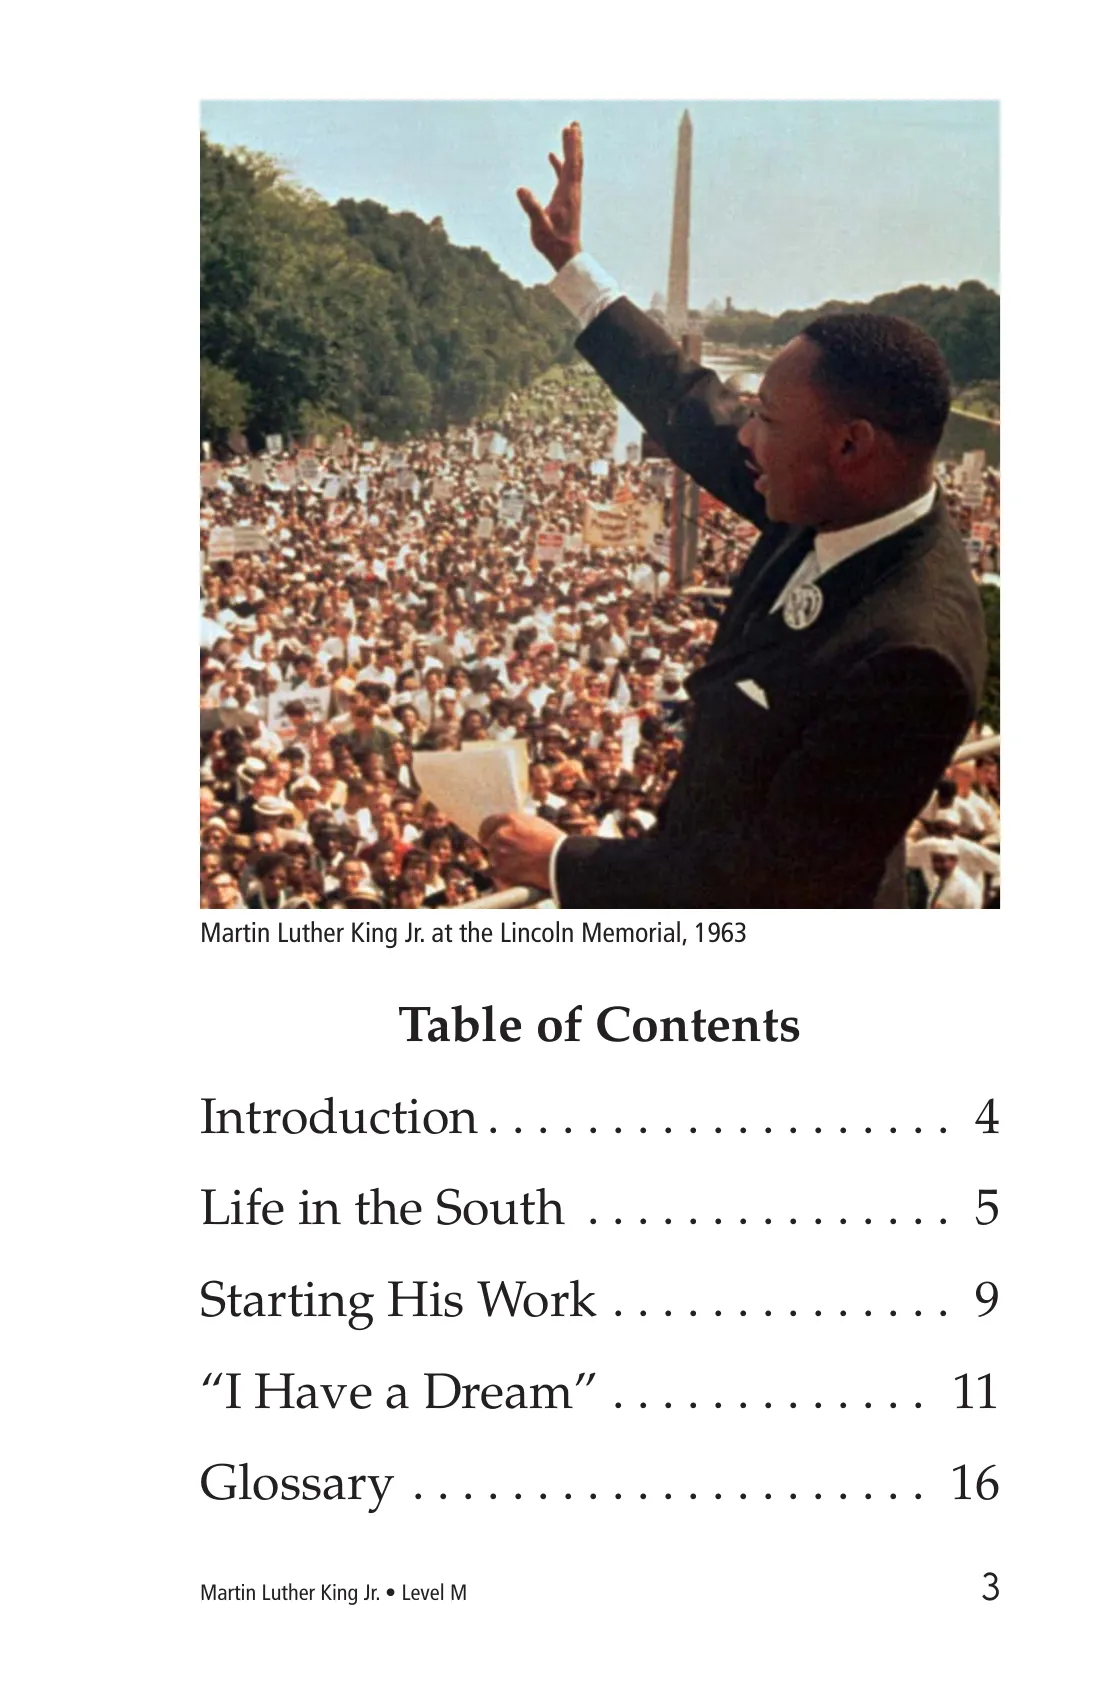 Martin Luther King Jr. at the Lincoln Memorial, 1963
Table of Contents
Introduction . . . . . . . . . . . . . . . . . . . 4
Life in the South . . . . . . . . . . . . . . . 5
Starting His Work . . . . . . . . . . . . . . 9
“I Have a Dream” . . . . . . . . . . . . . 11
Glossary . . . . . . . . . . . . . . . . . . . . . 16
Martin Luther King Jr. • Level M 3